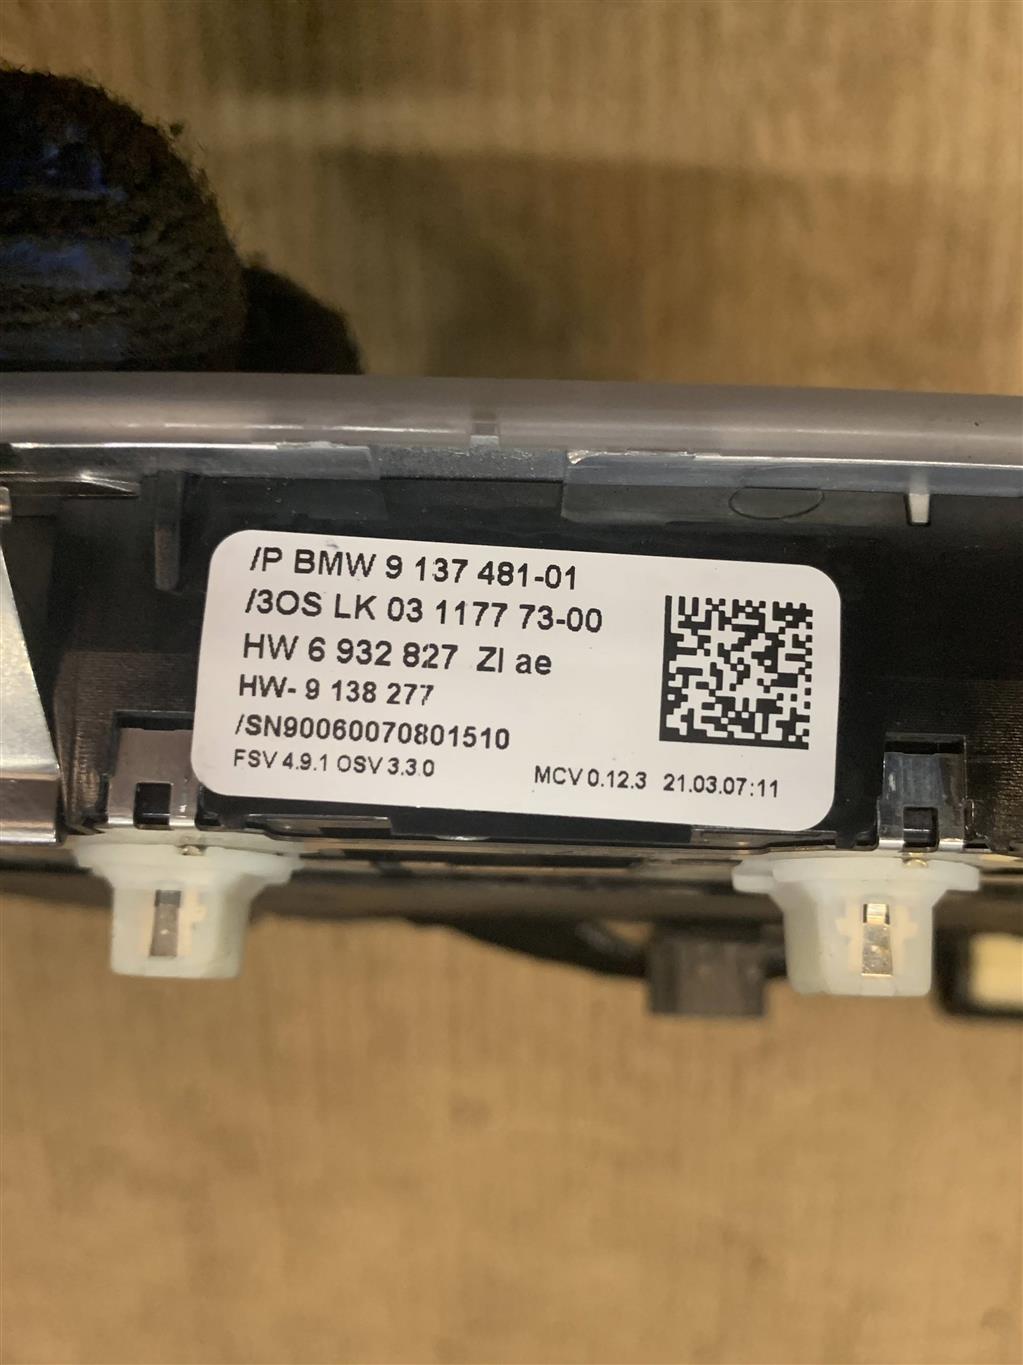 /P BMW 9 137 481-01
/3OS LK 03 1177 73-00
HW 6 932 827 ZI ae
HW- 9 138 277
/SN90060070801510
FSV 4.9.1 OSV 3.3.0
MCV 0.12.3 21.03.07:11